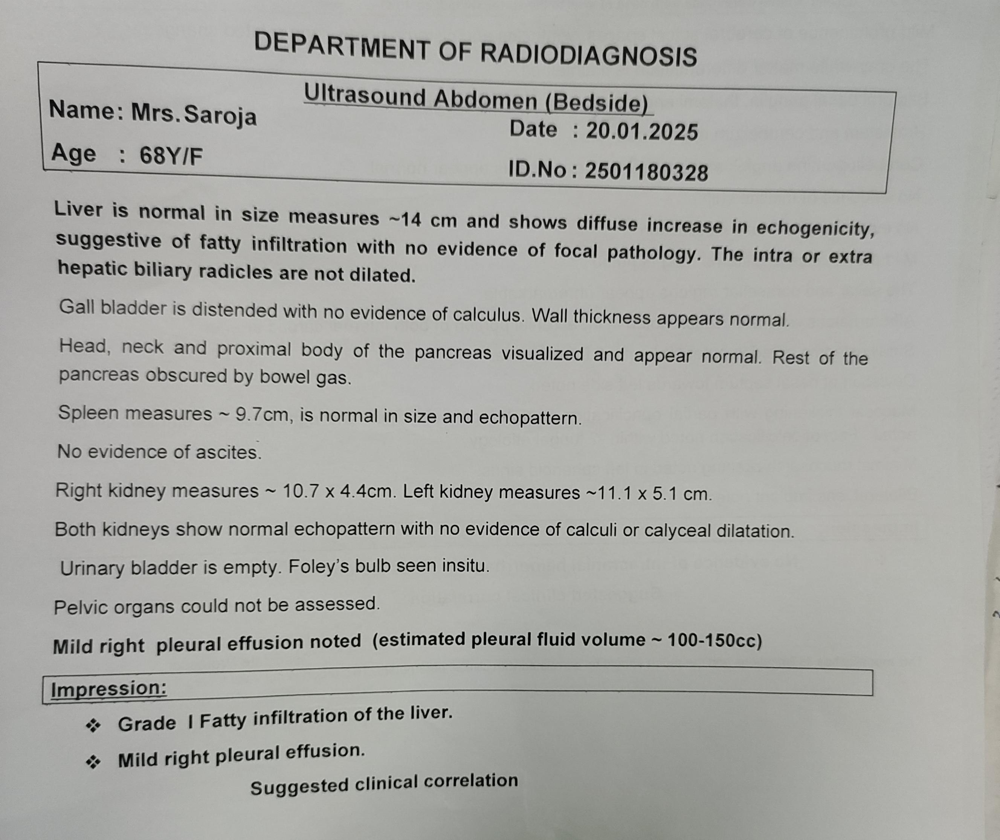 DEPARTMENT OF RADIODIAGNOSIS
Ultrasound Abdomen (Bedside)
Name: Mrs. Saroja
Date : 20.01.2025
Age : 68Y/F
ID.No : 2501180328
Liver is normal in size measures ~14 cm and shows diffuse increase in echogenicity,
suggestive of fatty infiltration with no evidence of focal pathology. The intra or extra
hepatic biliary radicles are not dilated.
Gall bladder is distended with no evidence of calculus. Wall thickness appears normal.
Head, neck and proximal body of the pancreas visualized and appear normal. Rest of the
pancreas obscured by bowel gas.
Spleen measures ~ 9.7cm, is normal in size and echopattern.
No evidence of ascites.
Right kidney measures ~ 10.7 x 4.4cm. Left kidney measures ~11.1 x 5.1 cm.
Both kidneys show normal echopattern with no evidence of calculi or calyceal dilatation.
Urinary bladder is empty. Foley’s bulb seen insitu.
Pelvic organs could not be assessed.
Mild right pleural effusion noted (estimated pleural fluid volume ~ 100-150cc)
Impression:
❖ Grade I Fatty infiltration of the liver.
❖ Mild right pleural effusion.
Suggested clinical correlation